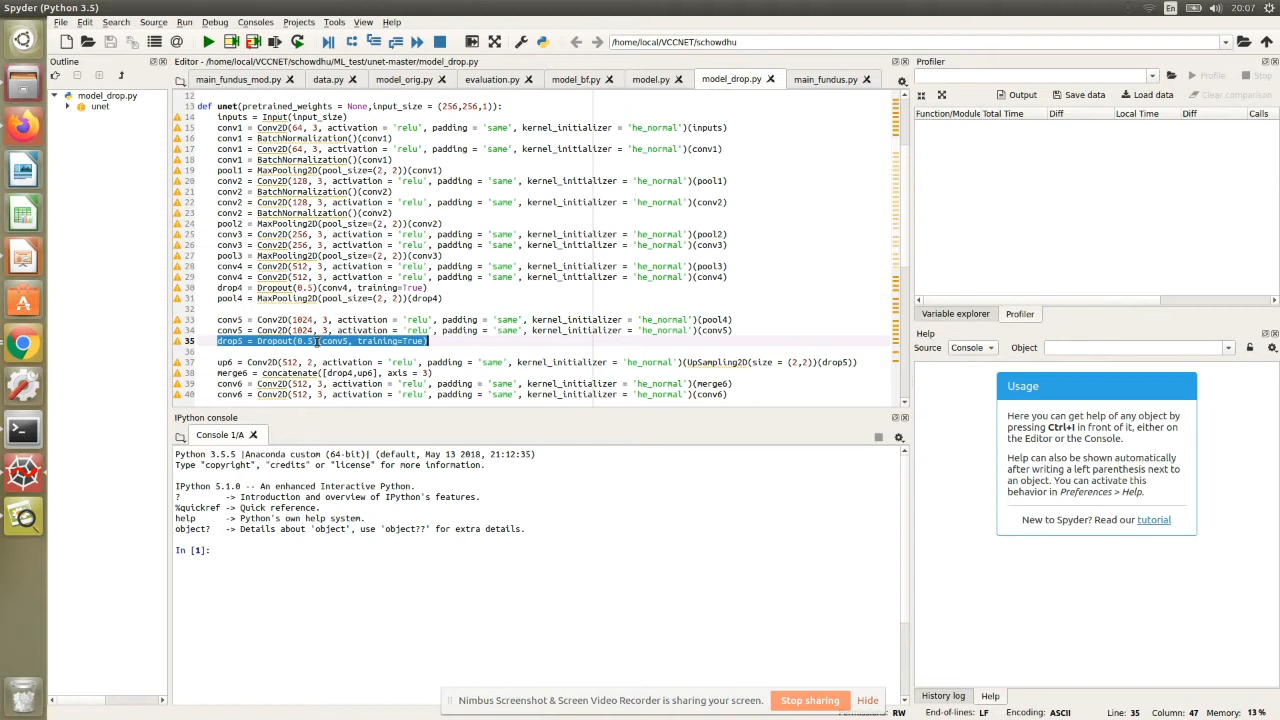 Spyder (Python 3.5)
En
20:07
File Edit Search Source Run Debug Consoles Projects Tools View Help
/home/local/VCCNET/schowdhu
Outline
model_drop.py
unet
Editor - /home/local/VCCNET/schowdhu/ML_test/unet-master/model_drop.py
main_fundus_mod.py data.py model_orig.py evaluation.py model_bf.py model.py model_drop.py main_fundus.py
12
13 def unet(pretrained_weights = None,input_size = (256,256,1)):
14 inputs = Input(input_size)
15 conv1 = Conv2D(64, 3, activation = 'relu', padding = 'same', kernel_initializer = 'he_normal')(inputs)
16 conv1 = BatchNormalization()(conv1)
17 conv1 = Conv2D(64, 3, activation = 'relu', padding = 'same', kernel_initializer = 'he_normal')(conv1)
18 conv1 = BatchNormalization()(conv1)
19 pool1 = MaxPooling2D(pool_size=(2, 2))(conv1)
20 conv2 = Conv2D(128, 3, activation = 'relu', padding = 'same', kernel_initializer = 'he_normal')(pool1)
21 conv2 = BatchNormalization()(conv2)
22 conv2 = Conv2D(128, 3, activation = 'relu', padding = 'same', kernel_initializer = 'he_normal')(conv2)
23 conv2 = BatchNormalization()(conv2)
24 pool2 = MaxPooling2D(pool_size=(2, 2))(conv2)
25 conv3 = Conv2D(256, 3, activation = 'relu', padding = 'same', kernel_initializer = 'he_normal')(pool2)
26 conv3 = Conv2D(256, 3, activation = 'relu', padding = 'same', kernel_initializer = 'he_normal')(conv3)
27 pool3 = MaxPooling2D(pool_size=(2, 2))(conv3)
28 conv4 = Conv2D(512, 3, activation = 'relu', padding = 'same', kernel_initializer = 'he_normal')(pool3)
29 conv4 = Conv2D(512, 3, activation = 'relu', padding = 'same', kernel_initializer = 'he_normal')(conv4)
30 drop4 = Dropout(0.5)(conv4, training=True)
31 pool4 = MaxPooling2D(pool_size=(2, 2))(drop4)
32
33 conv5 = Conv2D(1024, 3, activation = 'relu', padding = 'same', kernel_initializer = 'he_normal')(pool4)
34 conv5 = Conv2D(1024, 3, activation = 'relu', padding = 'same', kernel_initializer = 'he_normal')(conv5)
35 drop5 = Dropout(0.5)(conv5, training=True)
36
37 up6 = Conv2D(512, 2, activation = 'relu', padding = 'same', kernel_initializer = 'he_normal')(UpSampling2D(size = (2,2))(drop5))
38 merge6 = concatenate([drop4,up6], axis = 3)
39 conv6 = Conv2D(512, 3, activation = 'relu', padding = 'same', kernel_initializer = 'he_normal')(merge6)
40 conv6 = Conv2D(512, 3, activation = 'relu', padding = 'same', kernel_initializer = 'he_normal')(conv6)
IPython console
Console 1/A
Python 3.5.5 |Anaconda custom (64-bit)| (default, May 13 2018, 21:12:35)
Type "copyright", "credits" or "license" for more information.
IPython 5.1.0 -- An enhanced Interactive Python.
? -> Introduction and overview of IPython's features.
%quickref -> Quick reference.
help -> Python's own help system.
object? -> Details about 'object', use 'object??' for extra details.
In [1]:
Profiler
Profile Stop
Output Save data Load data Clear comparison
Function/Module Total Time Diff Local Time Diff Calls
Variable explorer Profiler
Help
Source Console Object
Usage
Here you can get help of any object by
pressing Ctrl+I in front of it, either on
the Editor or the Console.
Help can also be shown automatically
after writing a left parenthesis next to
an object. You can activate this
behavior in Preferences > Help.
New to Spyder? Read our tutorial
History log Help
Nimbus Screenshot & Screen Video Recorder is sharing your screen. Stop sharing Hide
RW End-of-lines: LF Encoding: ASCII Line: 35 Column: 47 Memory: 13 %